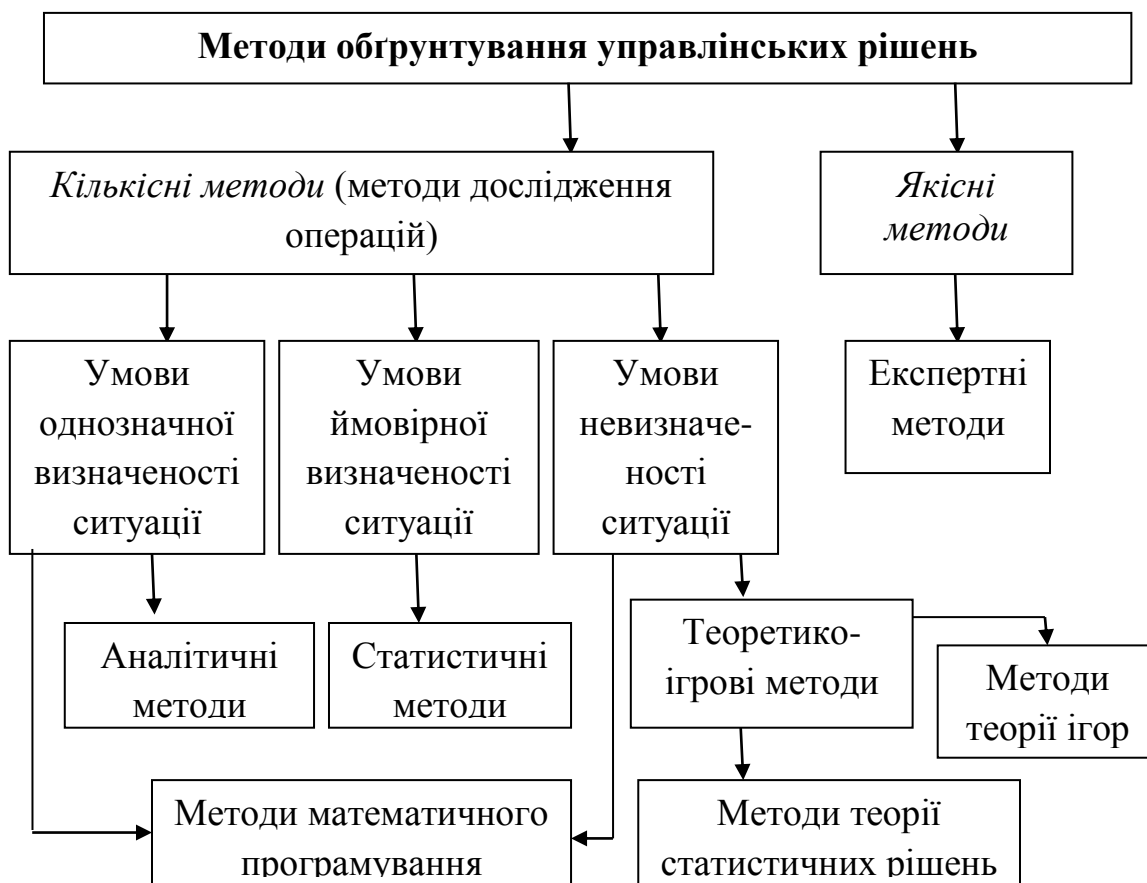 Методи обґрунтування управлінських рішень
Кількісні методи (методи дослідження
операцій)
Якісні
методи
Умови
однозначної
визначеності
ситуації
Умови
ймовірної
визначеності
ситуації
Умови
невизначе-
ності
ситуації
Експертні
методи
Аналітичні
методи
Статистичні
методи
Теоретико-
ігрові методи
Методи
теорії ігор
Методи математичного
програмування
Методи теорії
статистичних рішень